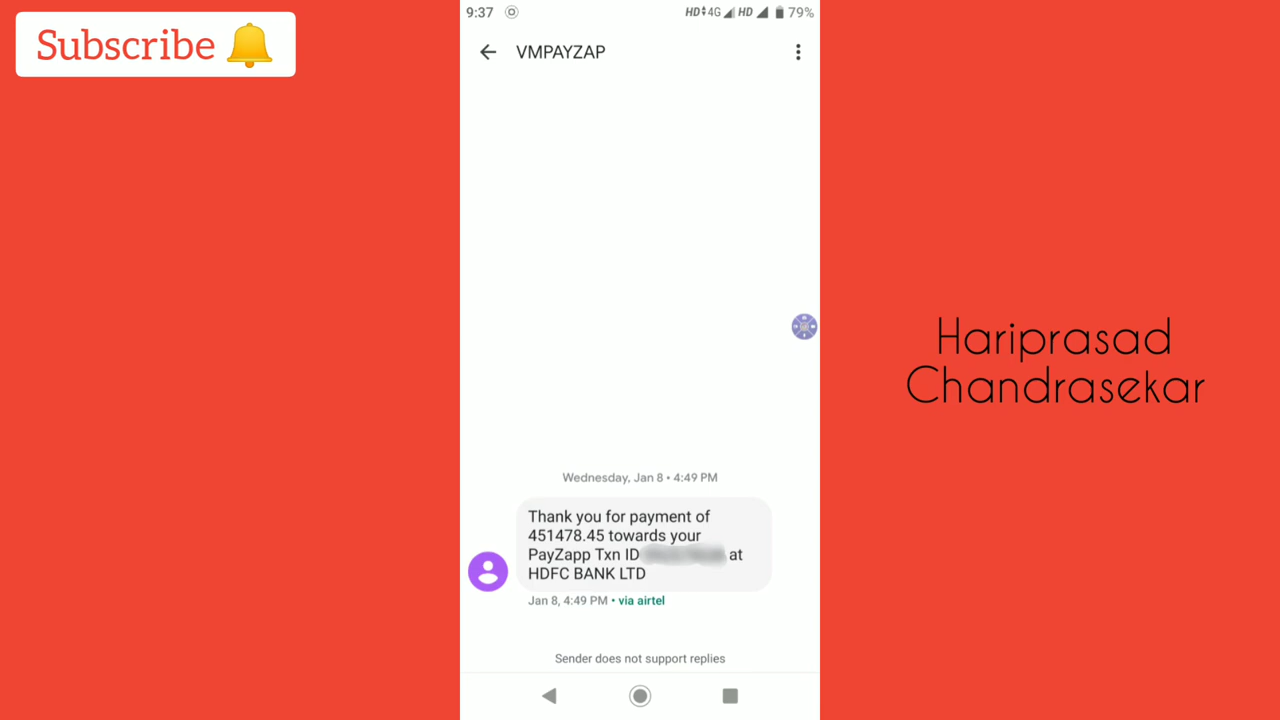 Subscribe
9:37
HD 4G HD 79%
VMPAYZAP
Hariprasad
Chandrasekar
Wednesday, Jan 8 • 4:49 PM
Thank you for payment of
451478.45 towards your
PayZapp Txn ID at
HDFC BANK LTD
Jan 8, 4:49 PM • via airtel
Sender does not support replies